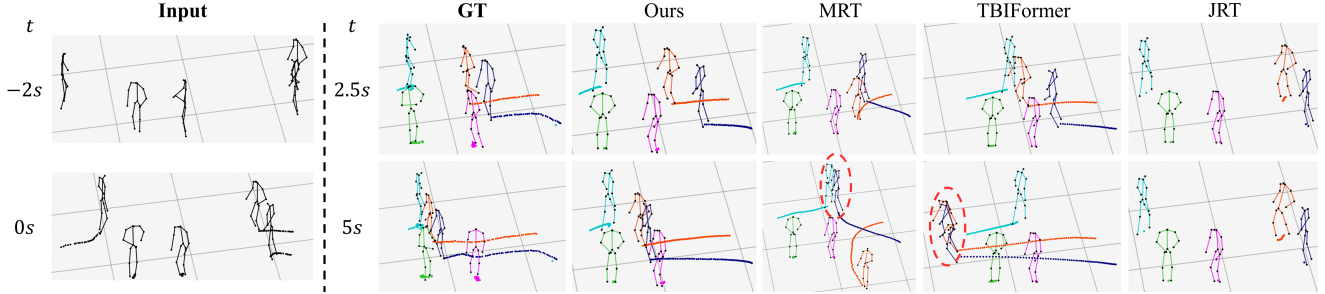 t Input t GT Ours MRT TBIFormer JRT
−2s 2.5s
0s 5s